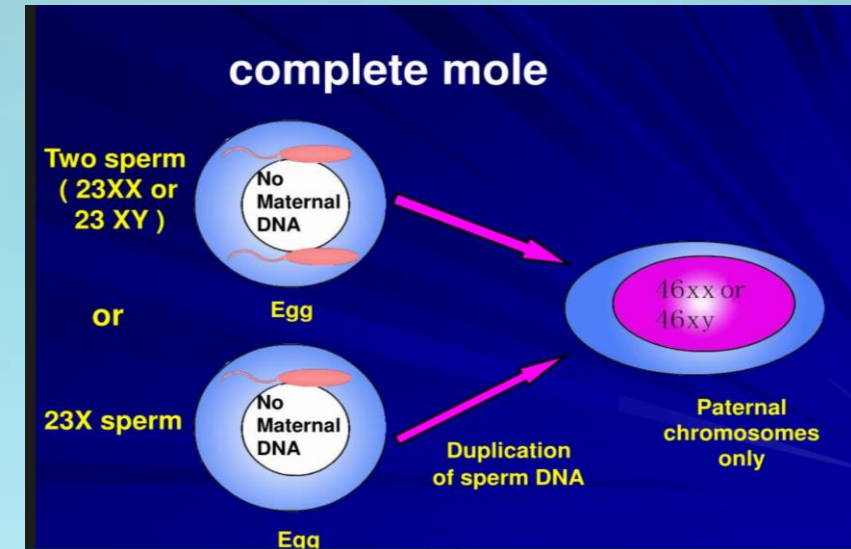 complete mole
Two sperm
( 23XX or
23 XY )
No
Maternal
DNA
Egg
or
23X sperm
No
Maternal
DNA
Egg
Duplication
of sperm DNA
46xx or
46xy
Paternal
chromosomes
only